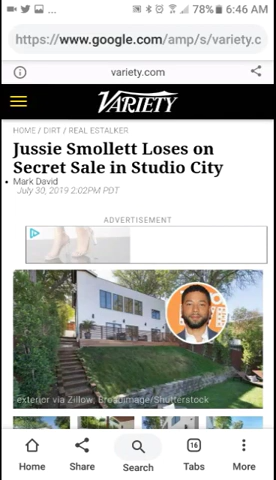 78% 6:46 AM
https://www.google.com/amp/s/variety.c
variety.com
VARIETY
HOME / DIRT / REAL ESTALKER
Jussie Smollett Loses on
Secret Sale in Studio City
• Mark David
July 30, 2019 2:02PM PDT
ADVERTISEMENT
exterior via Zillow, Broadimage/Shutterstock
16
Home Share Search Tabs More